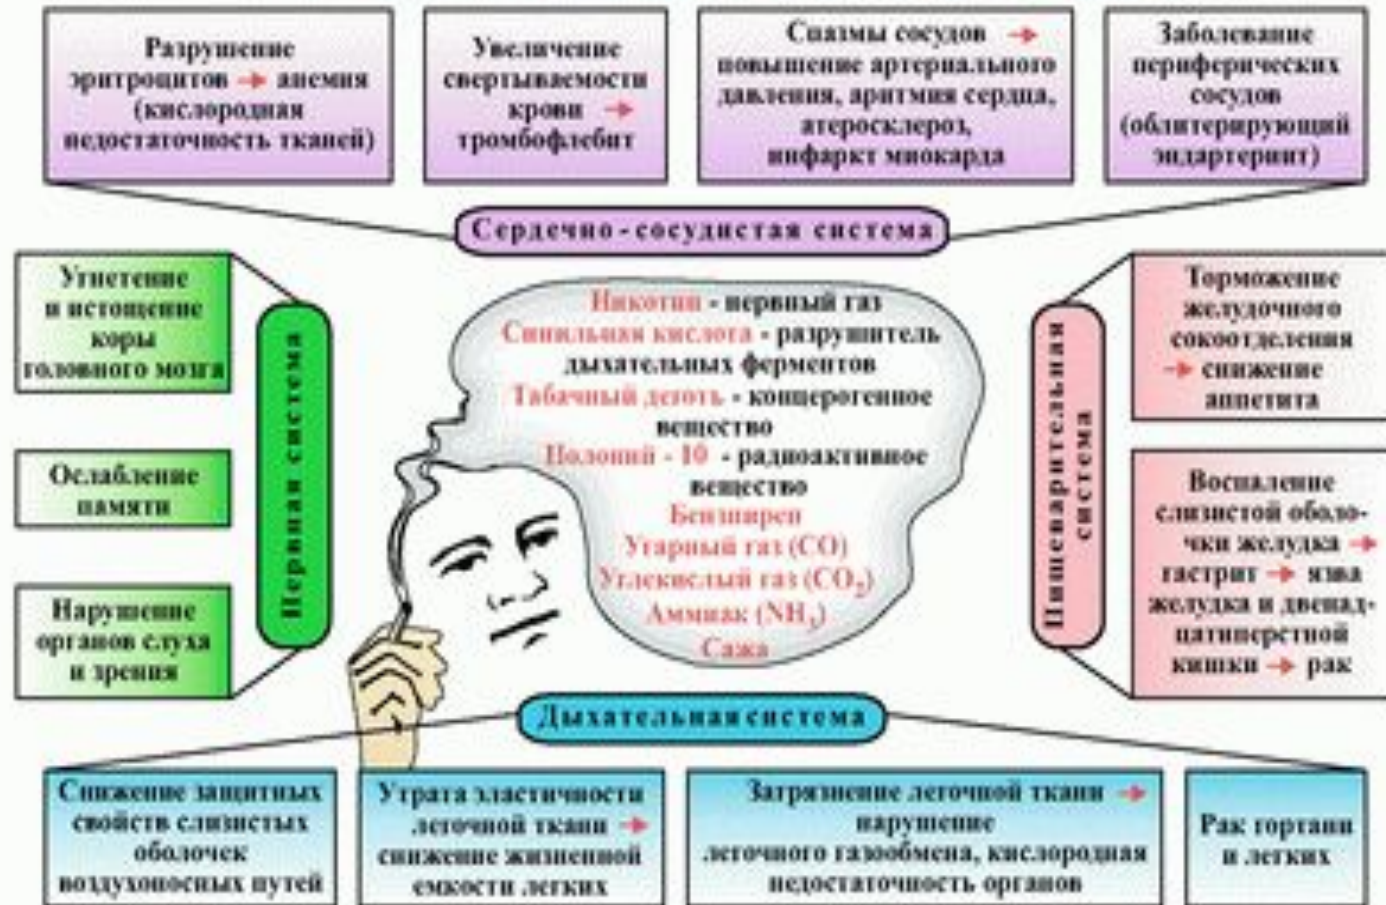 Разрушение
эритроцитов → анемия
(кислородная
недостаточность тканей)
Увеличение
свертываемости
крови →
тромбофлебит
Спазмы сосудов →
повышение артериального
давления, аритмия сердца,
атеросклероз,
инфаркт миокарда
Заболевание
периферических
сосудов
(облитерирующий
эндартериит)
Сердечно-сосудистая система
Угнетение
и истощение
коры
головного мозга
Ослабление
памяти
Нарушение
органов слуха
и зрения
Нервная система
Никотин - нервный газ
Синильная кислота - разрушитель
дыхательных ферментов
Табачный деготь - концерогенное
вещество
Полоний - 10 - радиоактивное
вещество
Бензпирен
Угарный газ (CO)
Углекислый газ (CO₂)
Аммиак (NH₃)
Сажа
Пищеварительная
система
Торможение
желудочного
сокоотделения
→ снижение
аппетита
Воспаление
слизистой оболо-
чки желудка →
гастрит → язва
желудка и двенад-
цатиперстной
кишки → рак
Дыхательная система
Снижение защитных
свойств слизистых
оболочек
воздухоносных путей
Утрата эластичности
легочной ткани →
снижение жизненной
емкости легких
Загрязнение легочной ткани →
нарушение
легочного газообмена, кислородная
недостаточность органов
Рак гортани
и легких